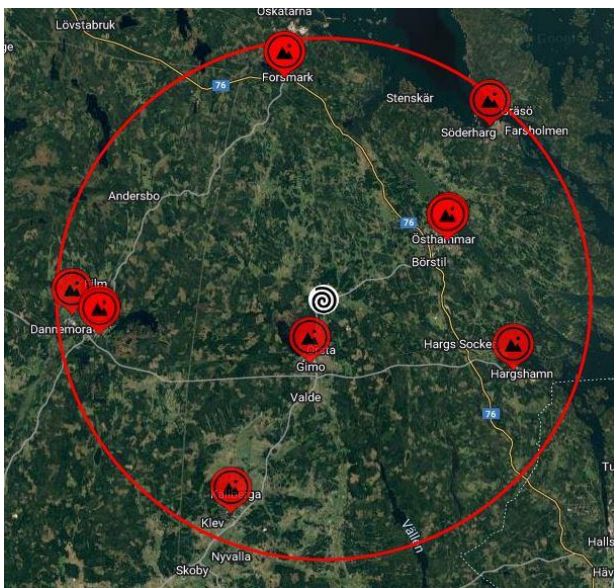 Oskatarna
Lövstabruk
Forsmark
76
Stenskär
Söderharg
Farsholmen
Andersbo
76
Östhammar
Börstil
Dannemora
Hargs Socke
Gimo
Hargshamn
Valde
76
Klev
Vällen
Nyvalla
Skoby